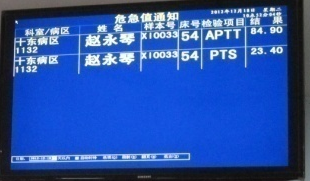 危急值通知
科室/病区 姓 名 样本号 床号 检验项目 结 果
十东病区 1132 赵永琴 XI0033 54 APTT 84.90
十东病区 1132 赵永琴 XI0033 54 PTS 23.40